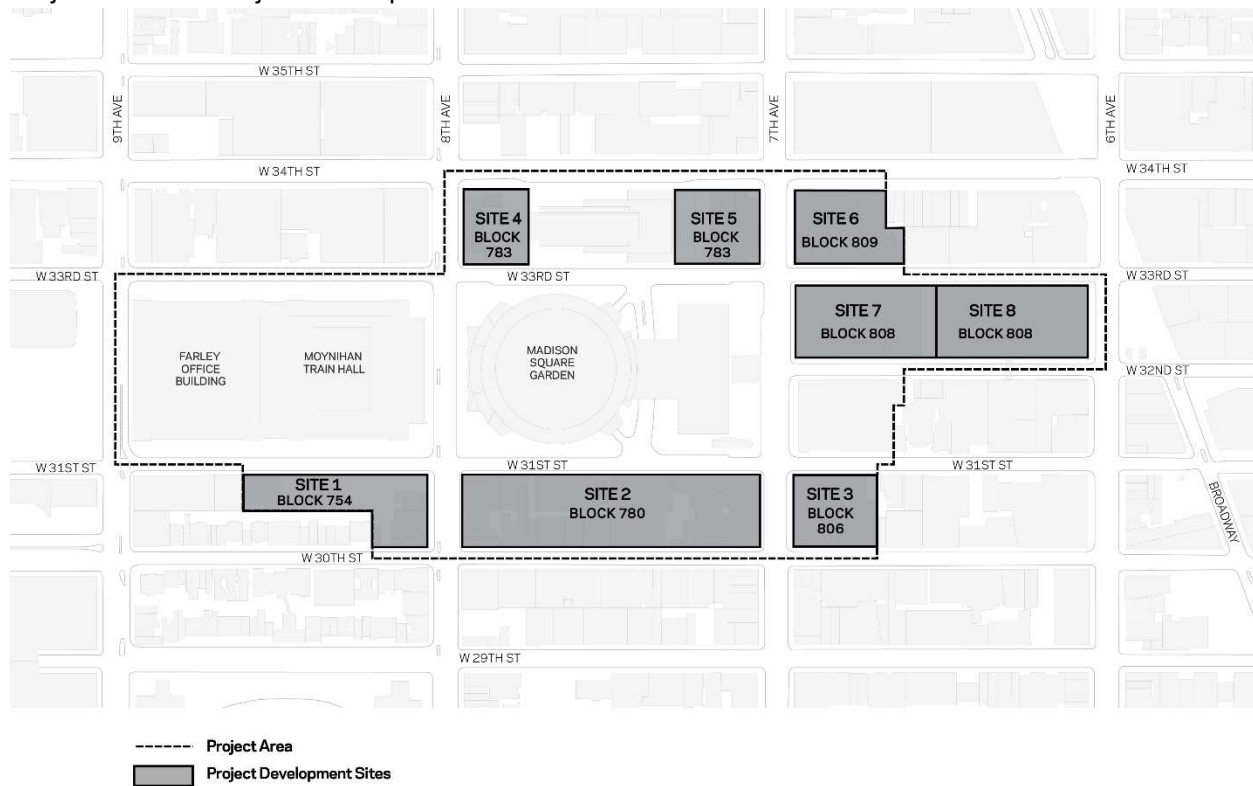 W 35TH ST
9TH AVE
8TH AVE
7TH AVE
6TH AVE
W 34TH ST
W 34TH ST
SITE 4
BLOCK
783
SITE 5
BLOCK
783
SITE 6
BLOCK 809
W 33RD ST
W 33RD ST
W 33RD ST
SITE 7
BLOCK 808
SITE 8
BLOCK 808
FARLEY
OFFICE
BUILDING
MOYNIHAN
TRAIN HALL
MADISON
SQUARE
GARDEN
W 32ND ST
W 31ST ST
W 31ST ST
W 31ST ST
SITE 1
BLOCK 754
SITE 2
BLOCK 780
SITE 3
BLOCK
806
BROADWAY
W 30TH ST
W 29TH ST
Project Area
Project Development Sites